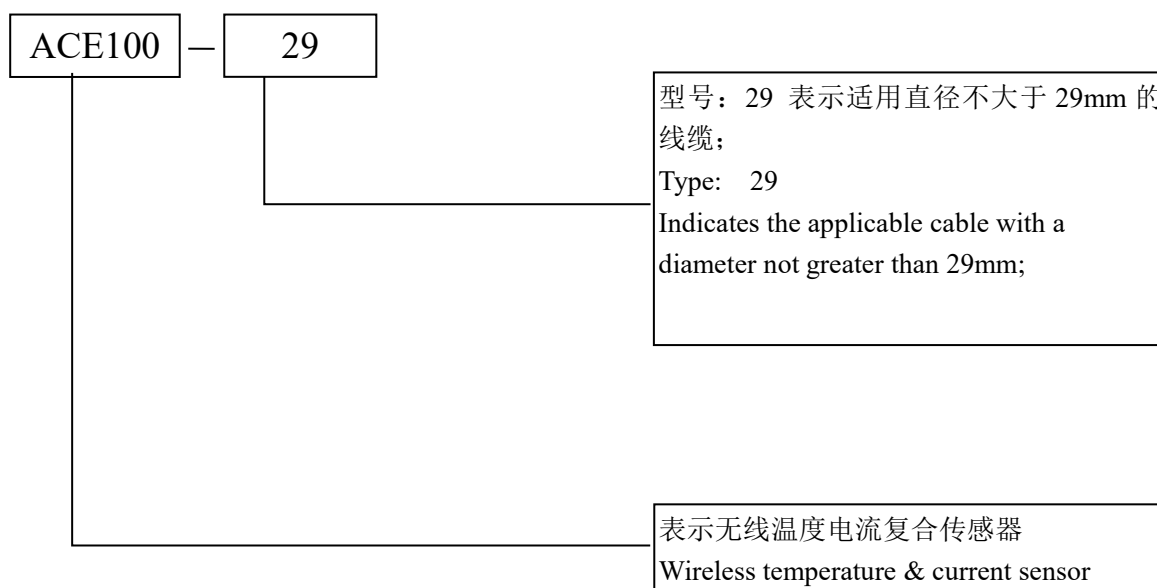 ACE100 — 29
型号：29 表示适用直径不大于 29mm 的
线缆；
Type: 29
Indicates the applicable cable with a
diameter not greater than 29mm;
表示无线温度电流复合传感器
Wireless temperature & current sensor